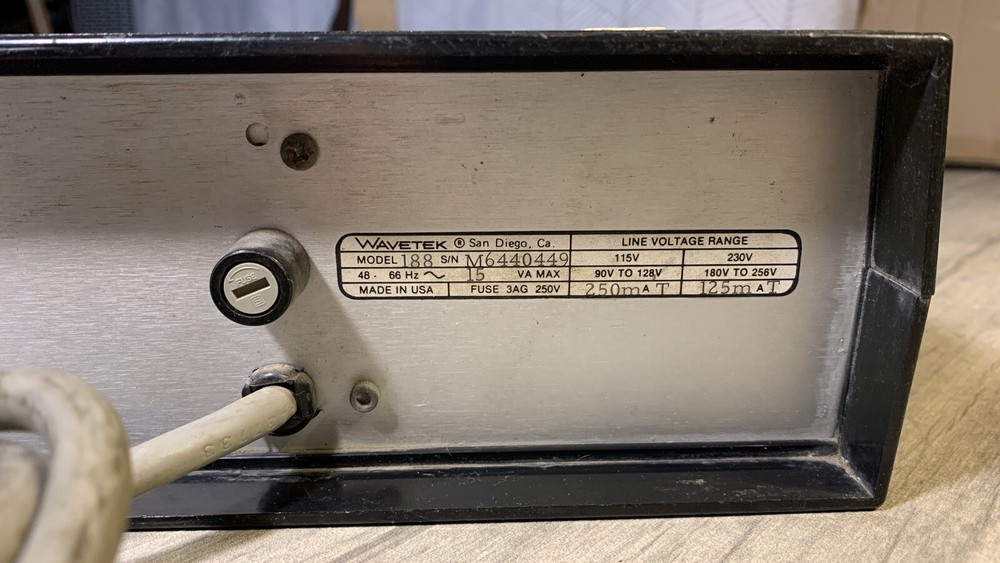 WAVETEK ® San Diego, Ca. LINE VOLTAGE RANGE
MODEL 188 S/N M6440449 115V 230V
48 - 66 Hz ~ 15 VA MAX 90V TO 128V 180V TO 256V
MADE IN USA FUSE 3AG 250V 250mA T 125mA T
FUSE